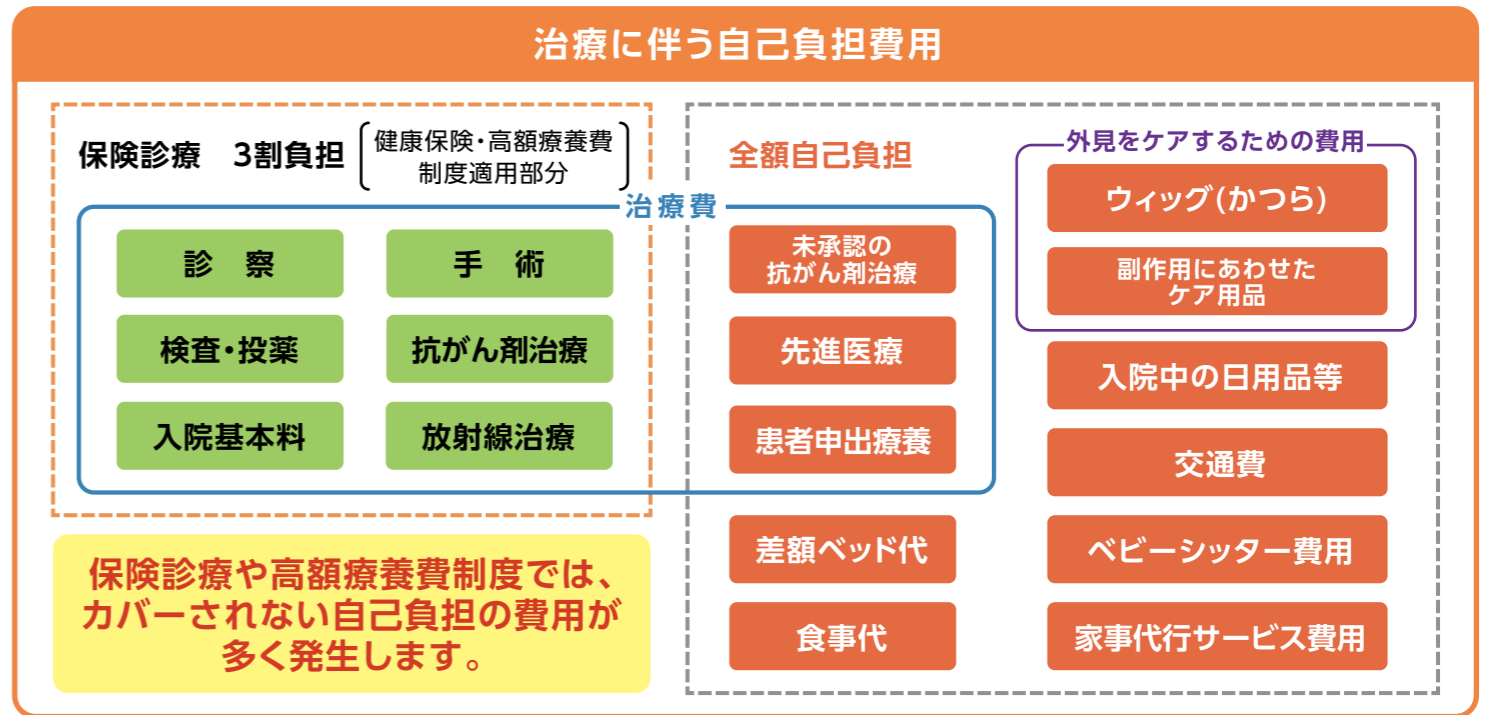 治療に伴う自己負担費用
保険診療　3割負担
健康保険・高額療養費
制度適用部分
治療費
診　察
手　術
検査・投薬
抗がん剤治療
入院基本料
放射線治療
保険診療や高額療養費制度では、
カバーされない自己負担の費用が
多く発生します。
全額自己負担
未承認の
抗がん剤治療
先進医療
患者申出療養
差額ベッド代
食事代
外見をケアするための費用
ウィッグ(かつら)
副作用にあわせた
ケア用品
入院中の日用品等
交通費
ベビーシッター費用
家事代行サービス費用